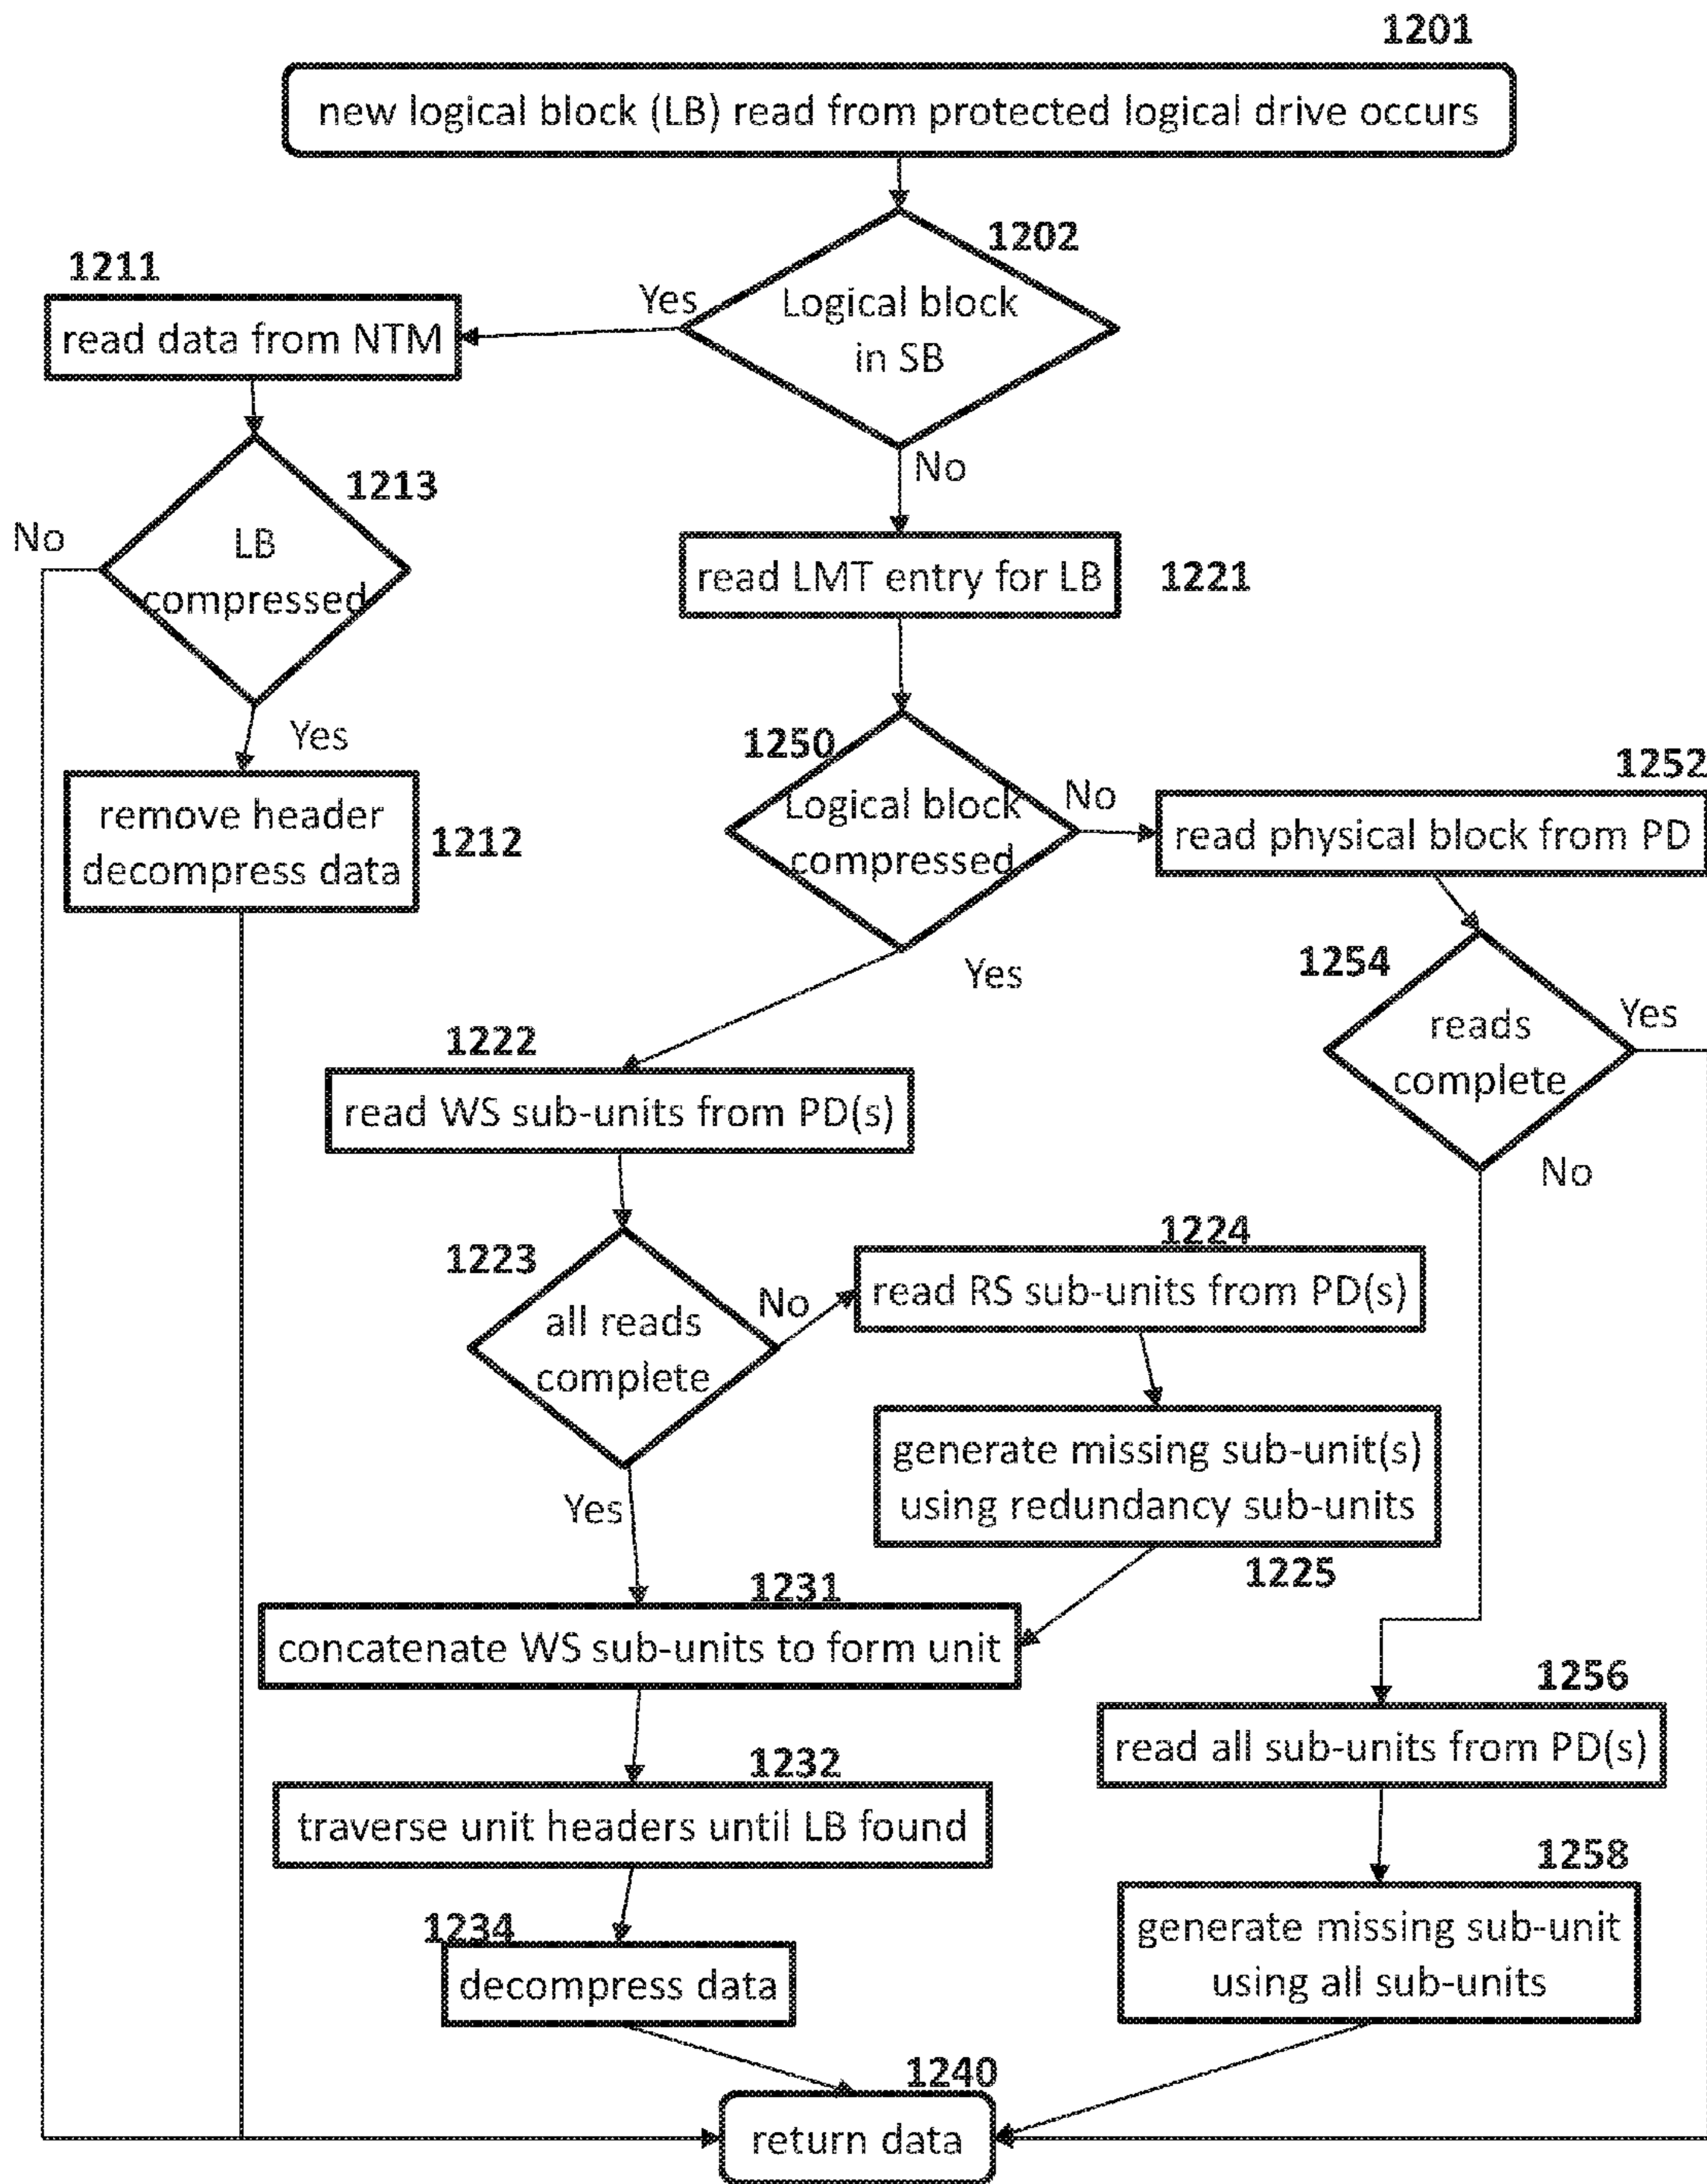 1201
new logical block (LB) read from protected logical drive occurs
1202
Logical block
in SB
Yes
No
1211
read data from NTM
1213
LB
compressed
No
Yes
remove header
decompress data
1212
read LMT entry for LB
1221
1250
Logical block
compressed
No
Yes
1252
read physical block from PD
1254
reads
complete
Yes
No
1222
read WS sub-units from PD(s)
1223
all reads
complete
No
Yes
1224
read RS sub-units from PD(s)
generate missing sub-unit(s)
using redundancy sub-units
1225
1231
concatenate WS sub-units to form unit
1256
read all sub-units from PD(s)
1232
traverse unit headers until LB found
1258
generate missing sub-unit
using all sub-units
1234
decompress data
1240
return data